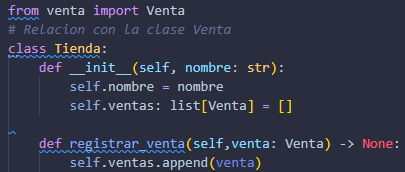 from venta import Venta
# Relacion con la clase Venta
class Tienda:
    def __init__(self, nombre: str):
        self.nombre = nombre
        self.ventas: list[Venta] = []

    def registrar_venta(self,venta: Venta) -> None:
        self.ventas.append(venta)